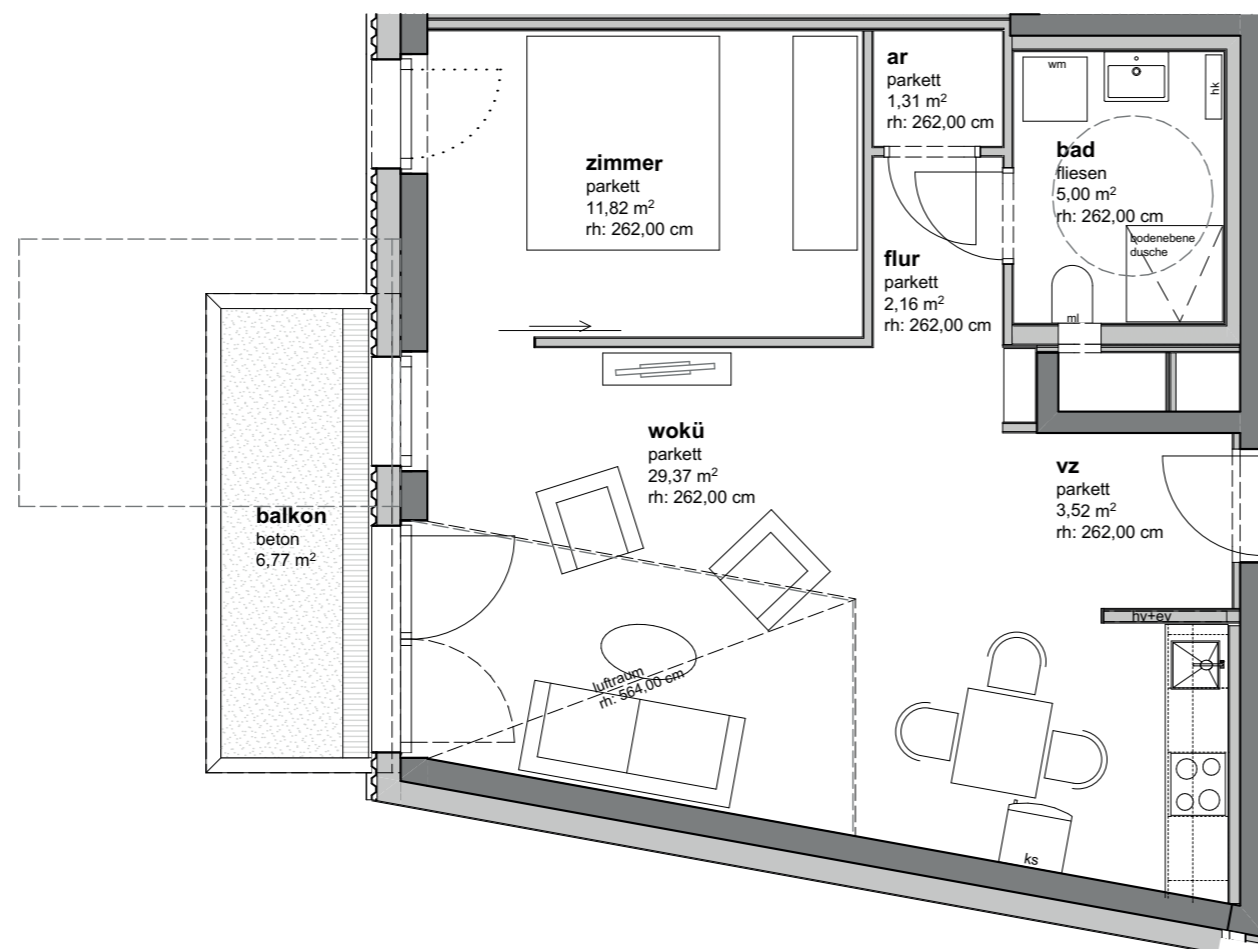 ar
parkett
1,31 m²
rh: 262,00 cm
wm
hk
zimmer
parkett
11,82 m²
rh: 262,00 cm
bad
fliesen
5,00 m²
rh: 262,00 cm
bodenebene
dusche
flur
parkett
2,16 m²
rh: 262,00 cm
ml
wokü
parkett
29,37 m²
rh: 262,00 cm
vz
parkett
3,52 m²
rh: 262,00 cm
balkon
beton
6,77 m²
hv+ev
luftraum
rh: 564,00 cm
ks